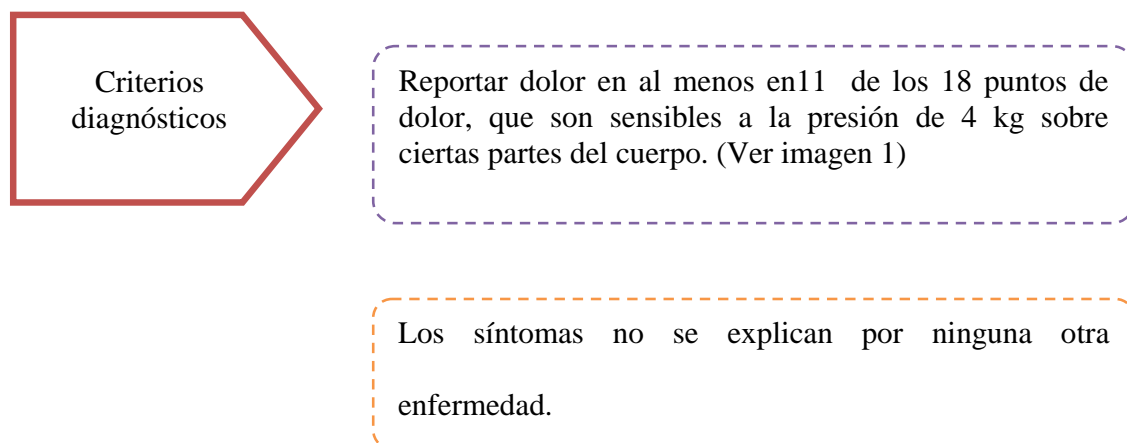 Criterios
diagnósticos
Reportar dolor en al menos en11 de los 18 puntos de
dolor, que son sensibles a la presión de 4 kg sobre
ciertas partes del cuerpo. (Ver imagen 1)
Los síntomas no se explican por ninguna otra
enfermedad.